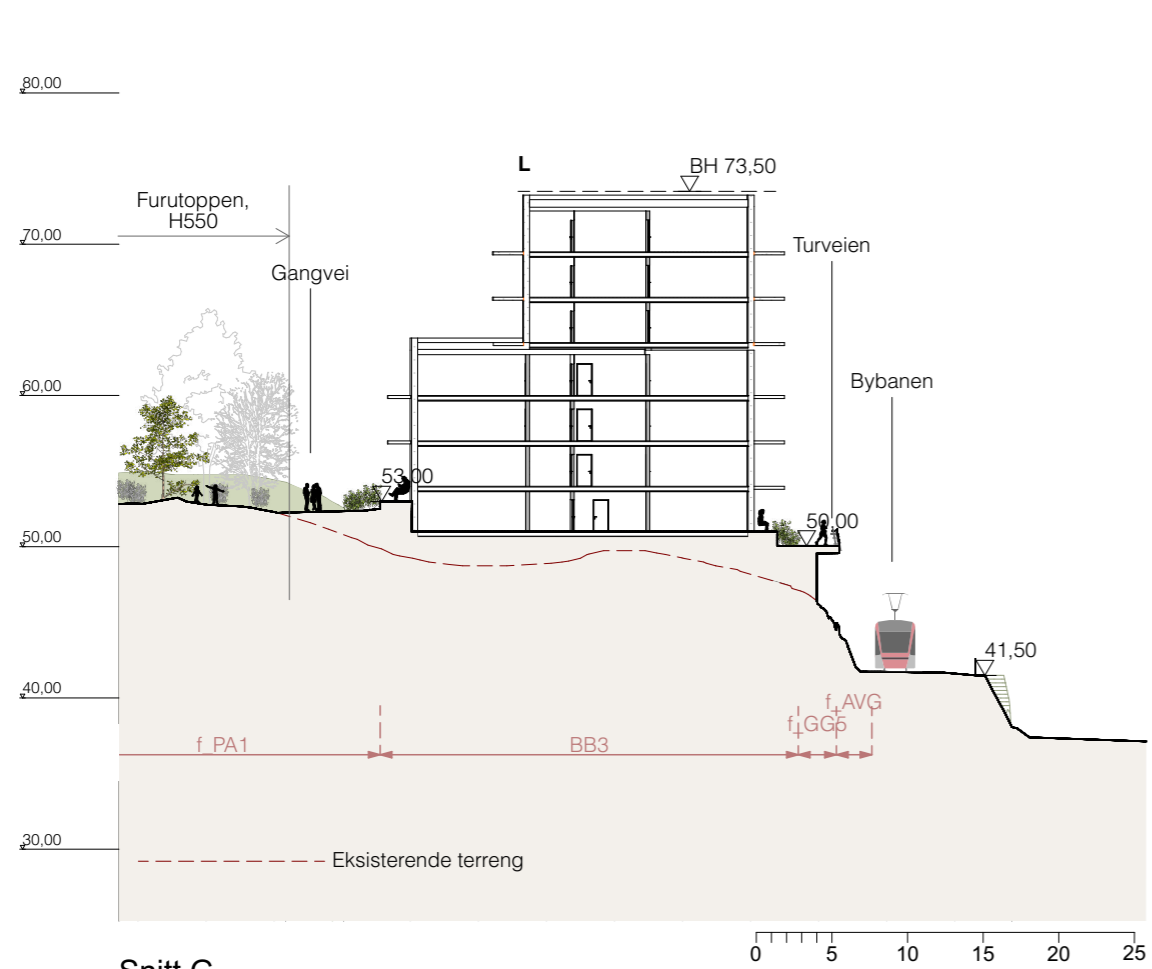 80,00
L
BH 73,50
Furutoppen,
H550
70,00
Turveien
Gangvei
60,00
Bybanen
53,00
50,00
50,00
41,50
40,00
f_AVG
f_GG5
f_PA1
BB3
30,00
Eksisterende terreng
0 5 10 15 20 25